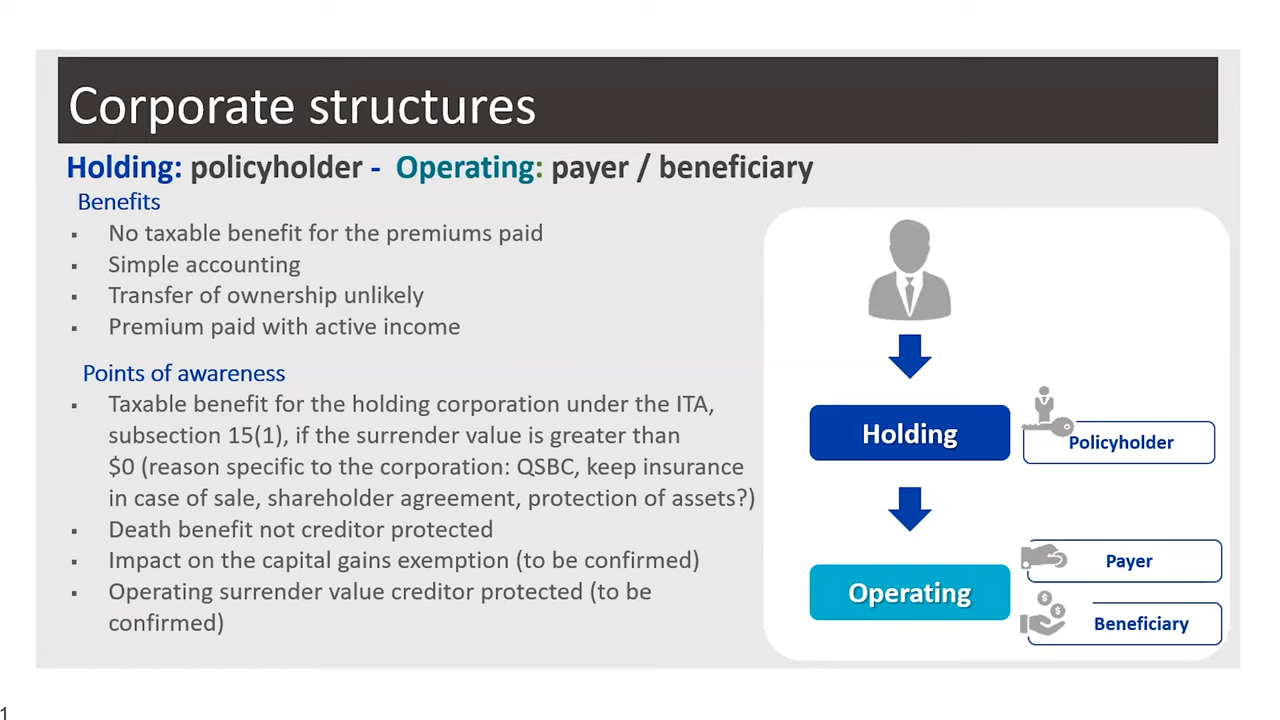 Corporate structures
Holding: policyholder - Operating: payer / beneficiary
Benefits
▪ No taxable benefit for the premiums paid
▪ Simple accounting
▪ Transfer of ownership unlikely
▪ Premium paid with active income
Points of awareness
▪ Taxable benefit for the holding corporation under the ITA,
subsection 15(1), if the surrender value is greater than
$0 (reason specific to the corporation: QSBC, keep insurance
in case of sale, shareholder agreement, protection of assets?)
▪ Death benefit not creditor protected
▪ Impact on the capital gains exemption (to be confirmed)
▪ Operating surrender value creditor protected (to be
confirmed)
Holding
Policyholder
Operating
Payer
Beneficiary
1